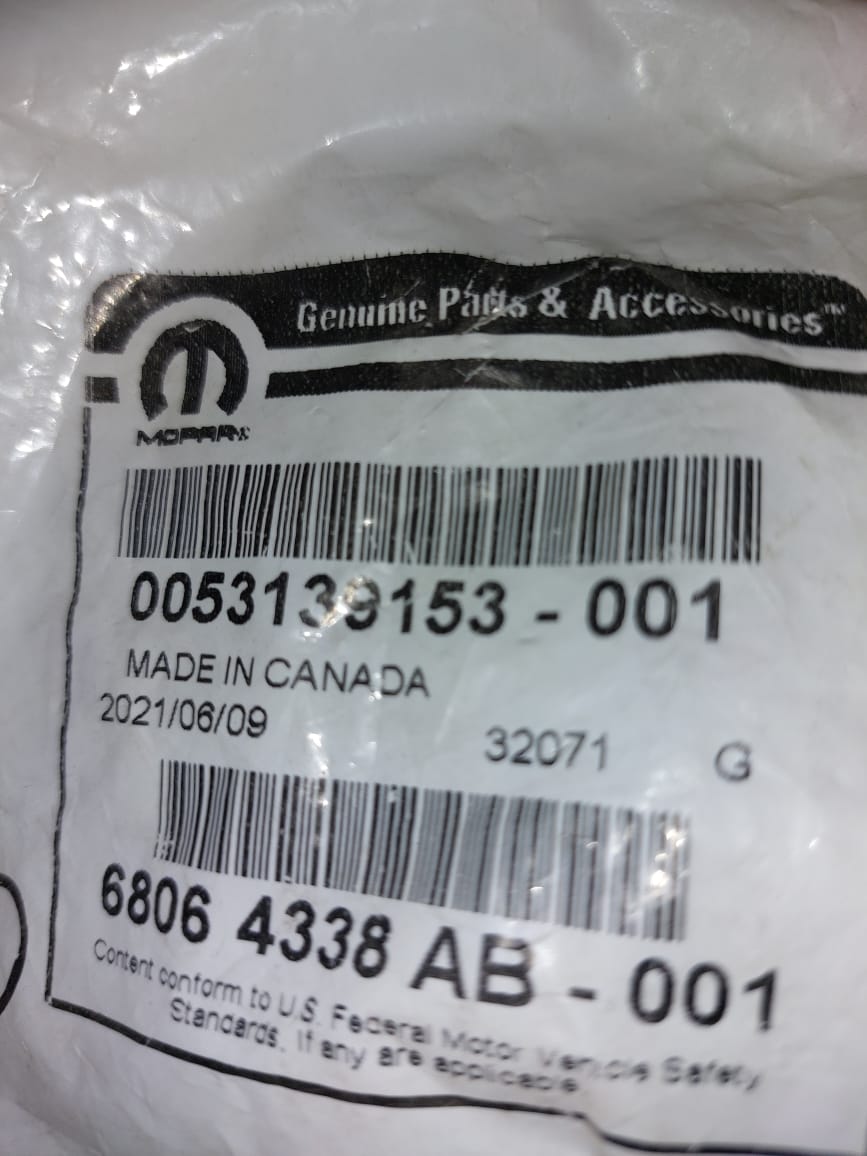 Genuine Parts & Accessories™
MOPAR®
0053139153 - 001
MADE IN CANADA
2021/06/09
32071 G
6806 4338 AB - 001
Content conform to U.S. Federal Motor Vehicle Safety
Standards. If any are applicable